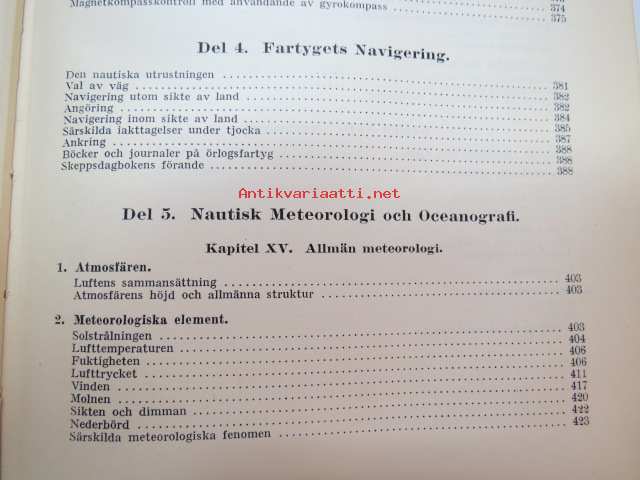 374
Magnetkompasskontroll med användande av gyrokompass ........ 375
Del 4. Fartygets Navigering.
Den nautiska utrustningen ........ 381
Val av väg ........ 382
Navigering utom sikte av land ........ 382
Angöring ........ 384
Navigering inom sikte av land ........ 385
Särskilda iakttagelser under tjocka ........ 387
Ankring ........ 388
Böcker och journaler på örlogsfartyg ........ 388
Skeppsdagbokens förande ........ 388
Antikvariaatti.net
Del 5. Nautisk Meteorologi och Oceanografi.
Kapitel XV. Allmän meteorologi.
1. Atmosfären.
Luftens sammansättning ........ 403
Atmosfärens höjd och allmänna struktur ........ 403
2. Meteorologiska element.
Solstrålningen ........ 403
Lufttemperaturen ........ 404
Fuktigheten ........ 406
Lufttrycket ........ 406
Vinden ........ 411
Molnen ........ 417
Sikten och dimman ........ 420
Nederbörd ........ 422
Särskilda meteorologiska fenomen ........ 423